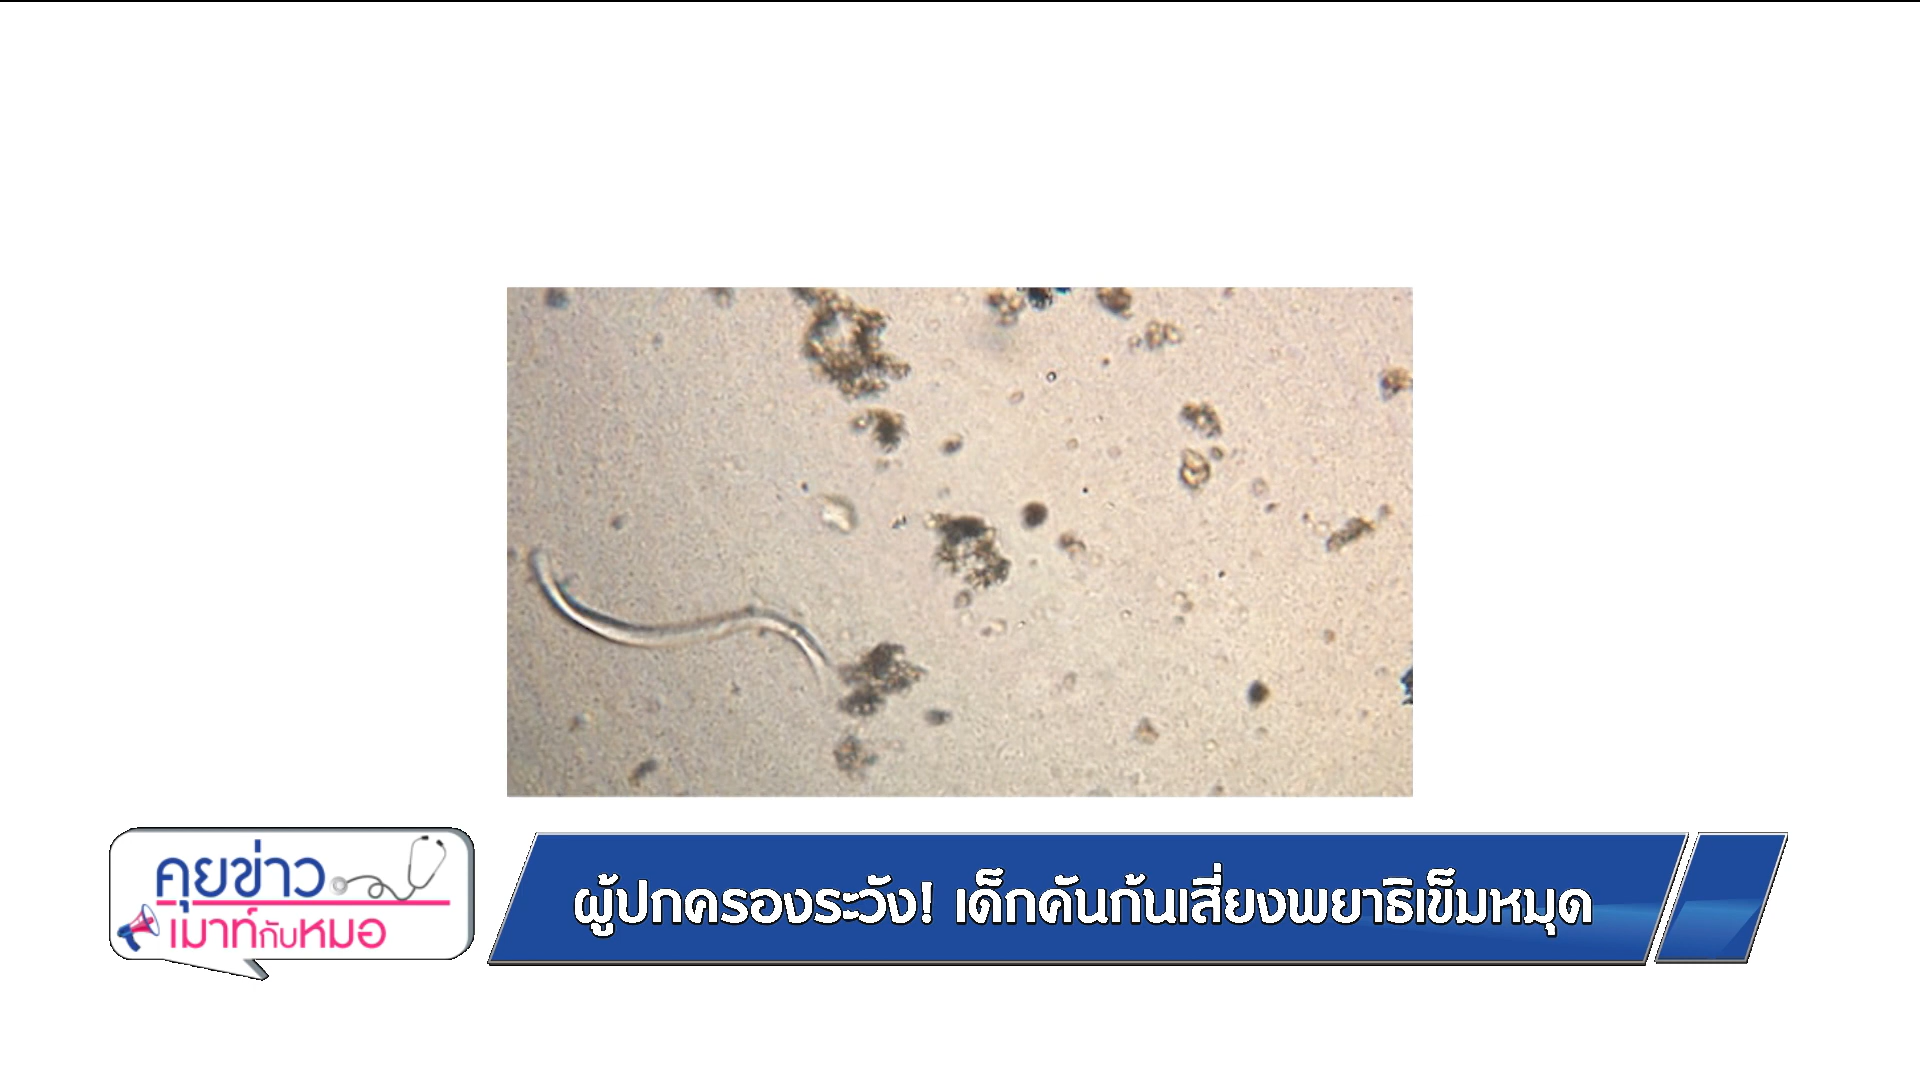 คุยข่าว
เมาท์กับหมอ
ผู้ปกครองระวัง! เด็กคันก้นเสี่ยงพยาธิเข็มหมุด